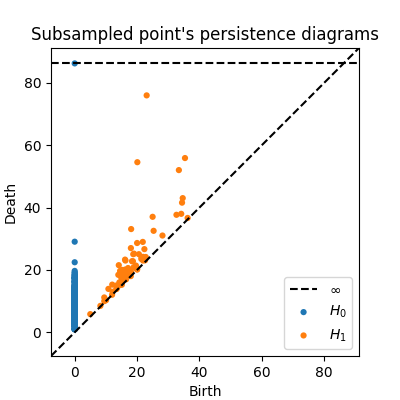 Subsampled point's persistence diagrams
Death
80
60
40
20
0
0 20 40 60 80
Birth
∞
H₀
H₁